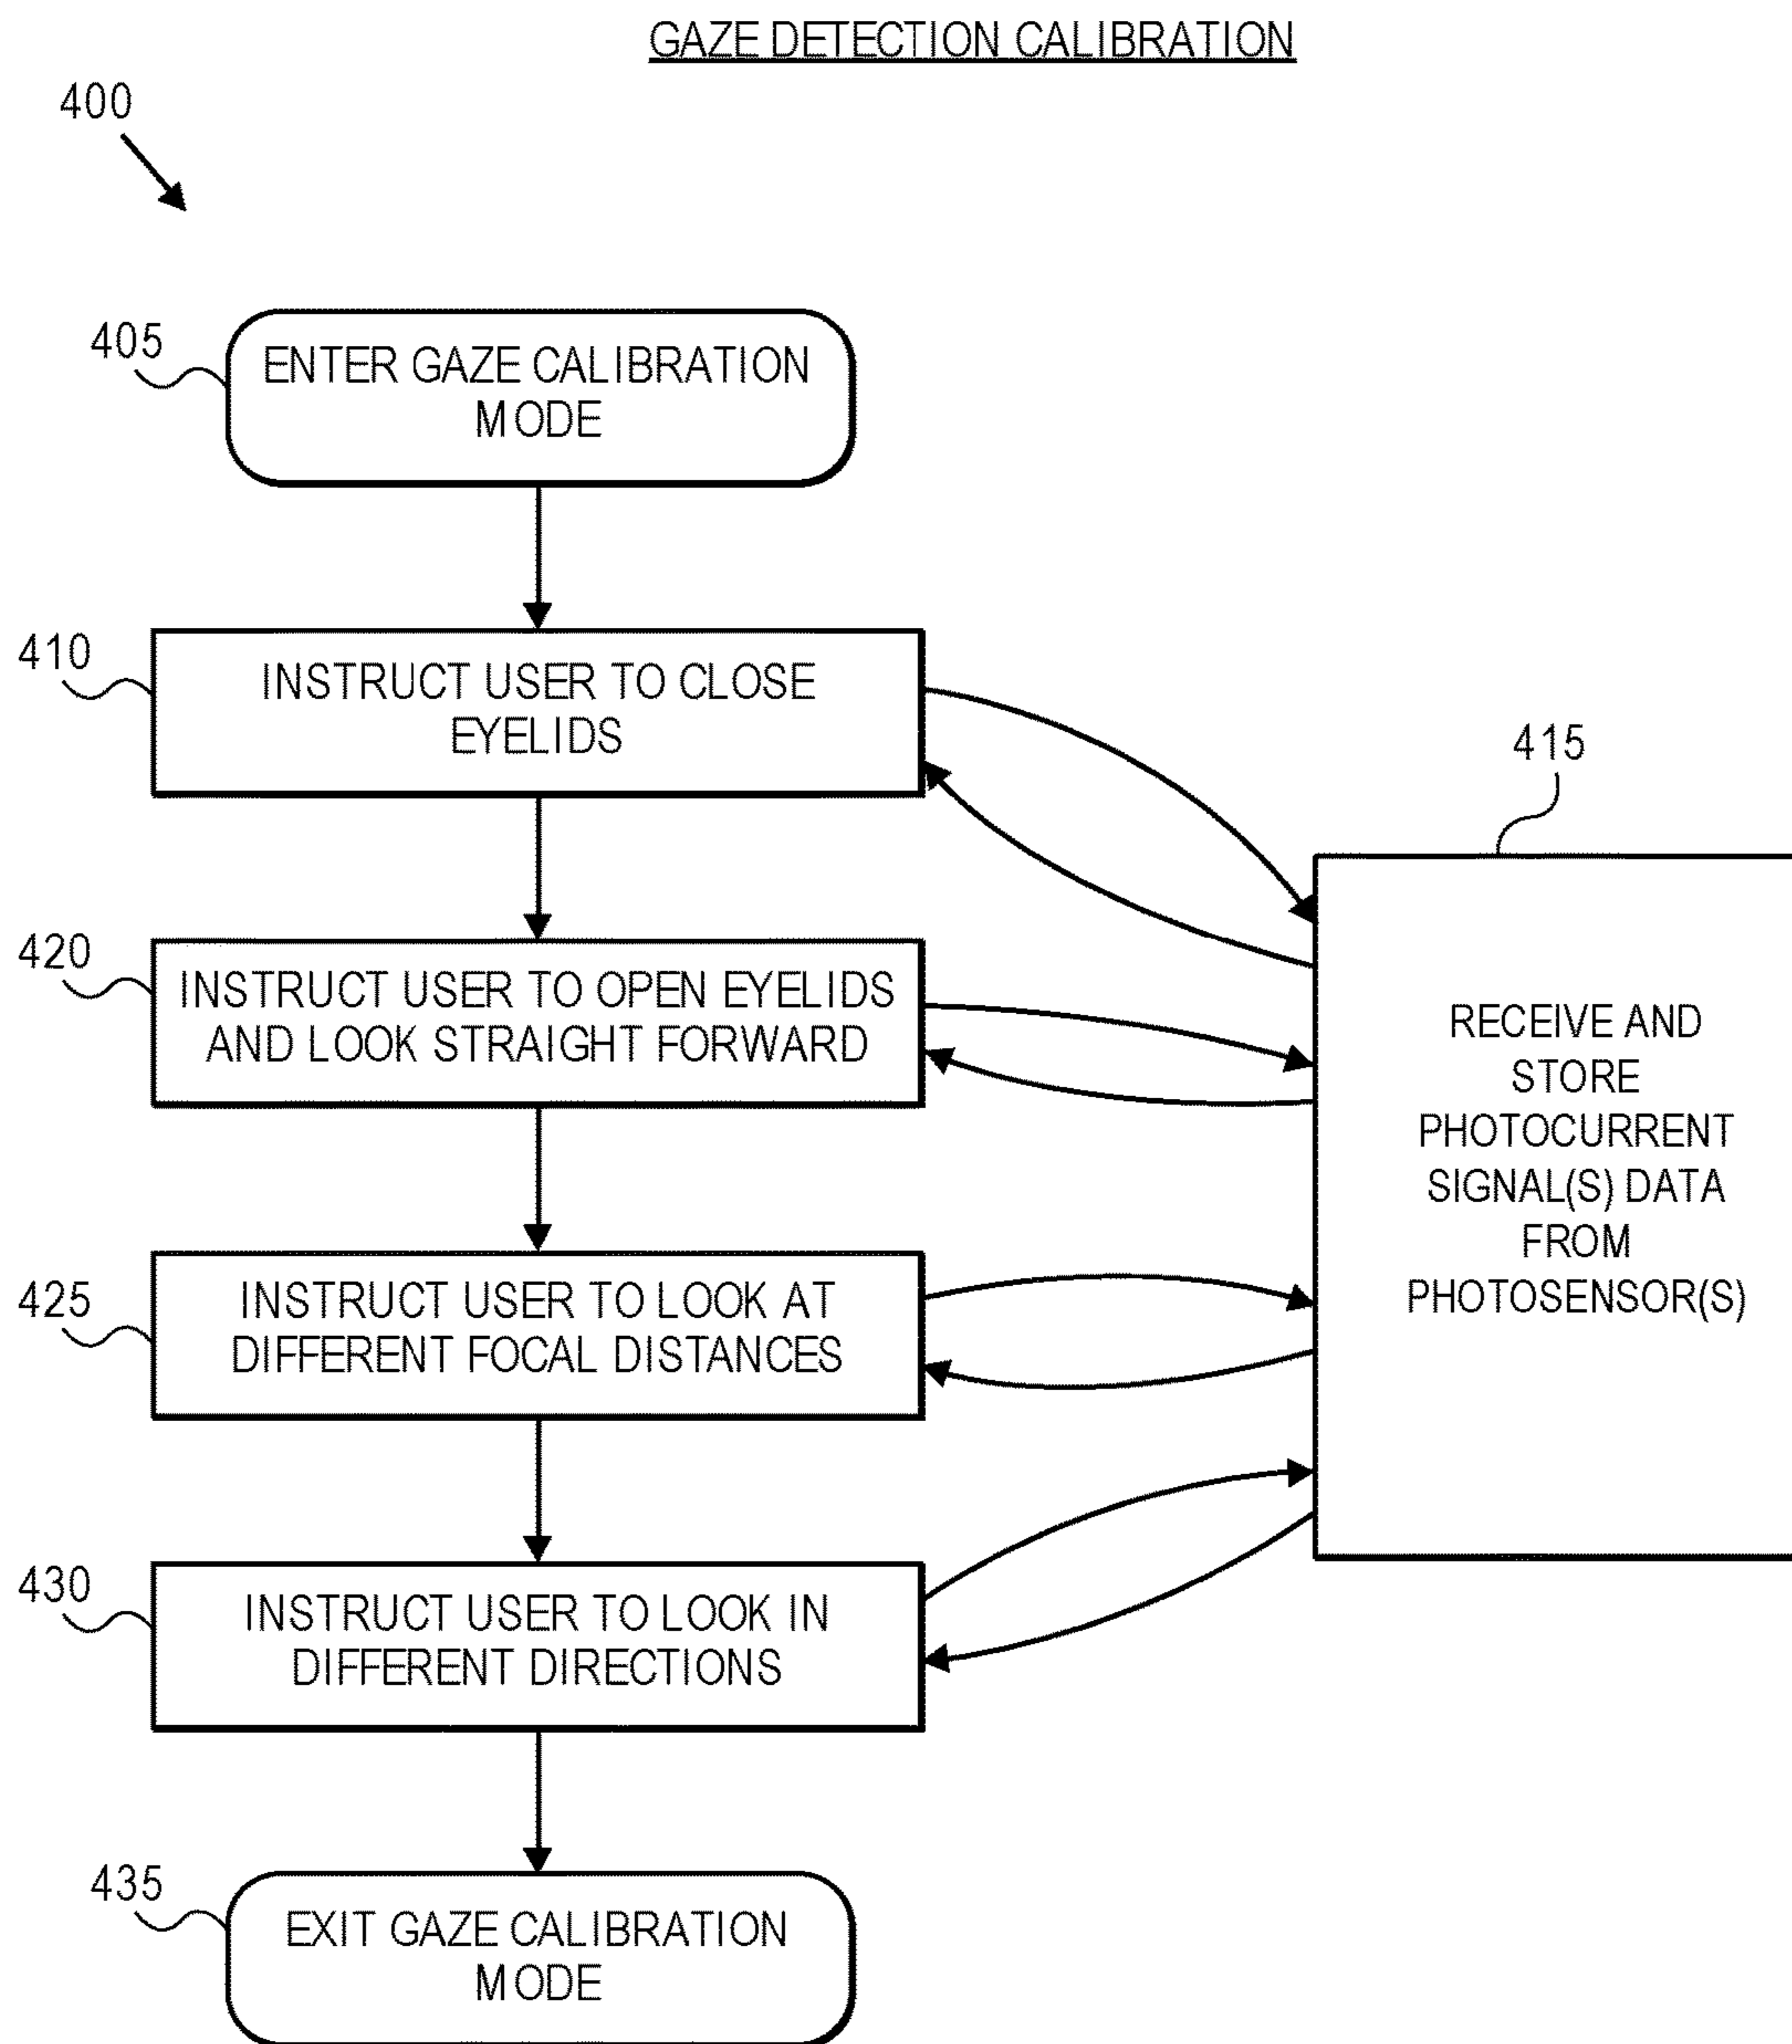 GAZE DETECTION CALIBRATION
400
405
ENTER GAZE CALIBRATION
MODE
410
INSTRUCT USER TO CLOSE
EYELIDS
415
RECEIVE AND
STORE
PHOTOCURRENT
SIGNAL(S) DATA
FROM
PHOTOSENSOR(S)
420
INSTRUCT USER TO OPEN EYELIDS
AND LOOK STRAIGHT FORWARD
425
INSTRUCT USER TO LOOK AT
DIFFERENT FOCAL DISTANCES
430
INSTRUCT USER TO LOOK IN
DIFFERENT DIRECTIONS
435
EXIT GAZE CALIBRATION
MODE